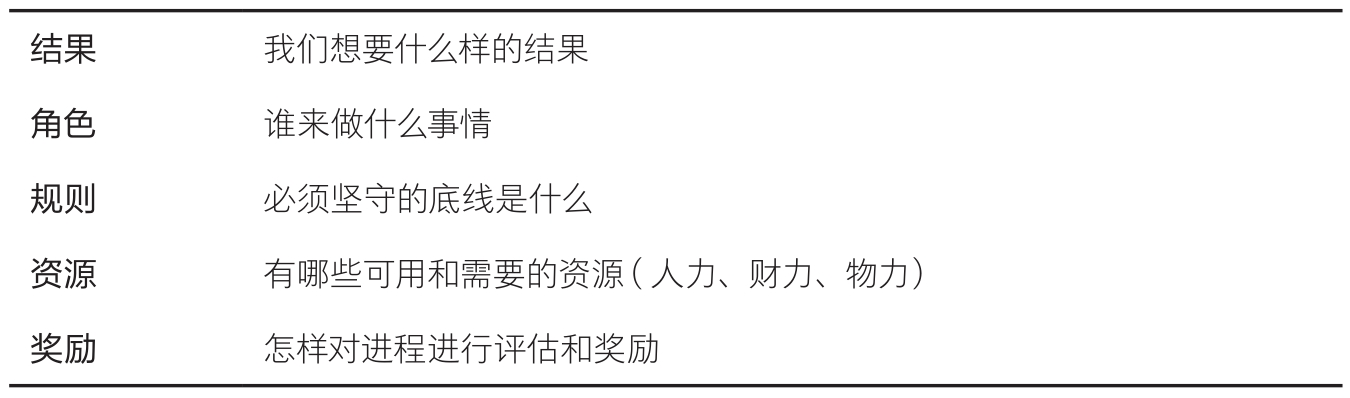 结果 我们想要什么样的结果
角色 谁来做什么事情
规则 必须坚守的底线是什么
资源 有哪些可用和需要的资源（人力、财力、物力）
奖励 怎样对进程进行评估和奖励